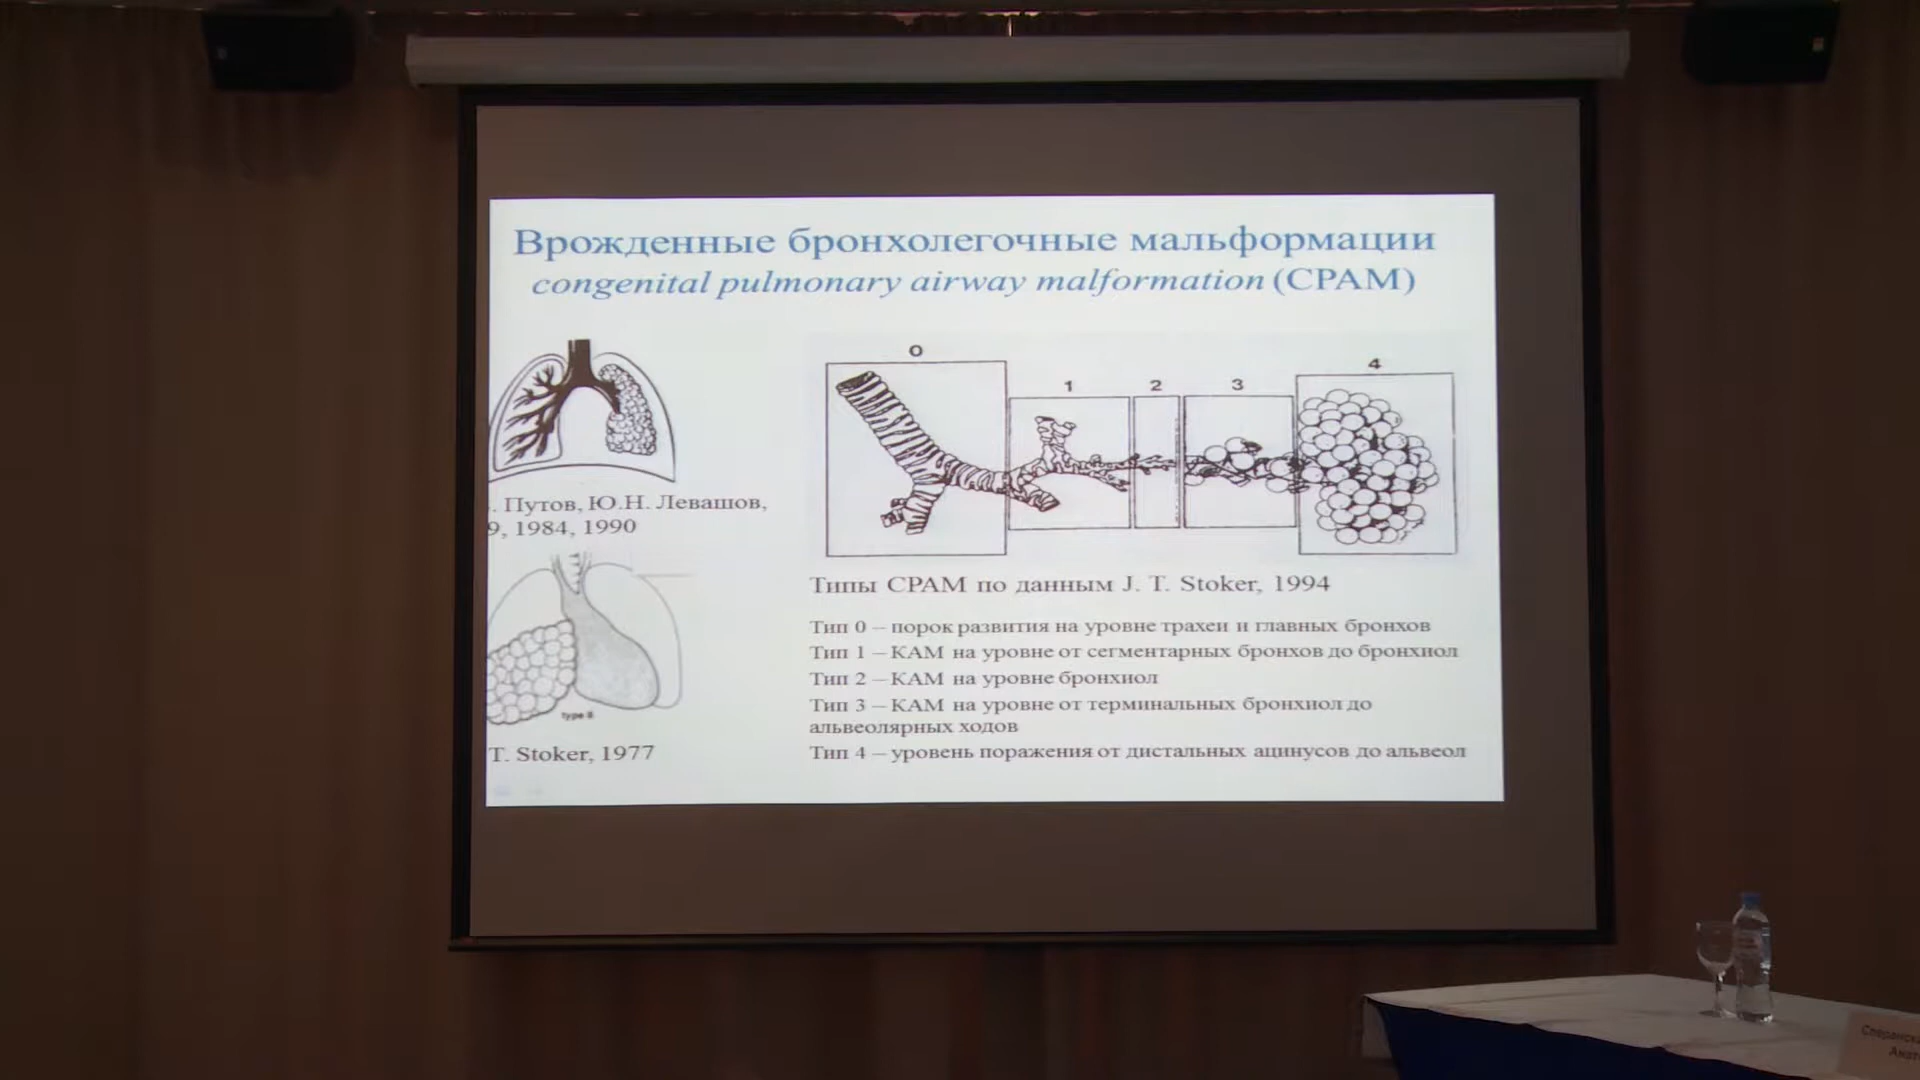 Врожденные бронхолегочные мальформации
congenital pulmonary airway malformation (CPAM)
0
1
2
3
4
. Путов, Ю.Н. Левашов,
9, 1984, 1990
type II
T. Stoker, 1977
Типы CPAM по данным J. T. Stoker, 1994
Тип 0 – порок развития на уровне трахеи и главных бронхов
Тип 1 – КАМ на уровне от сегментарных бронхов до бронхиол
Тип 2 – КАМ на уровне бронхиол
Тип 3 – КАМ на уровне от терминальных бронхиол до
альвеолярных ходов
Тип 4 – уровень поражения от дистальных ацинусов до альвеол